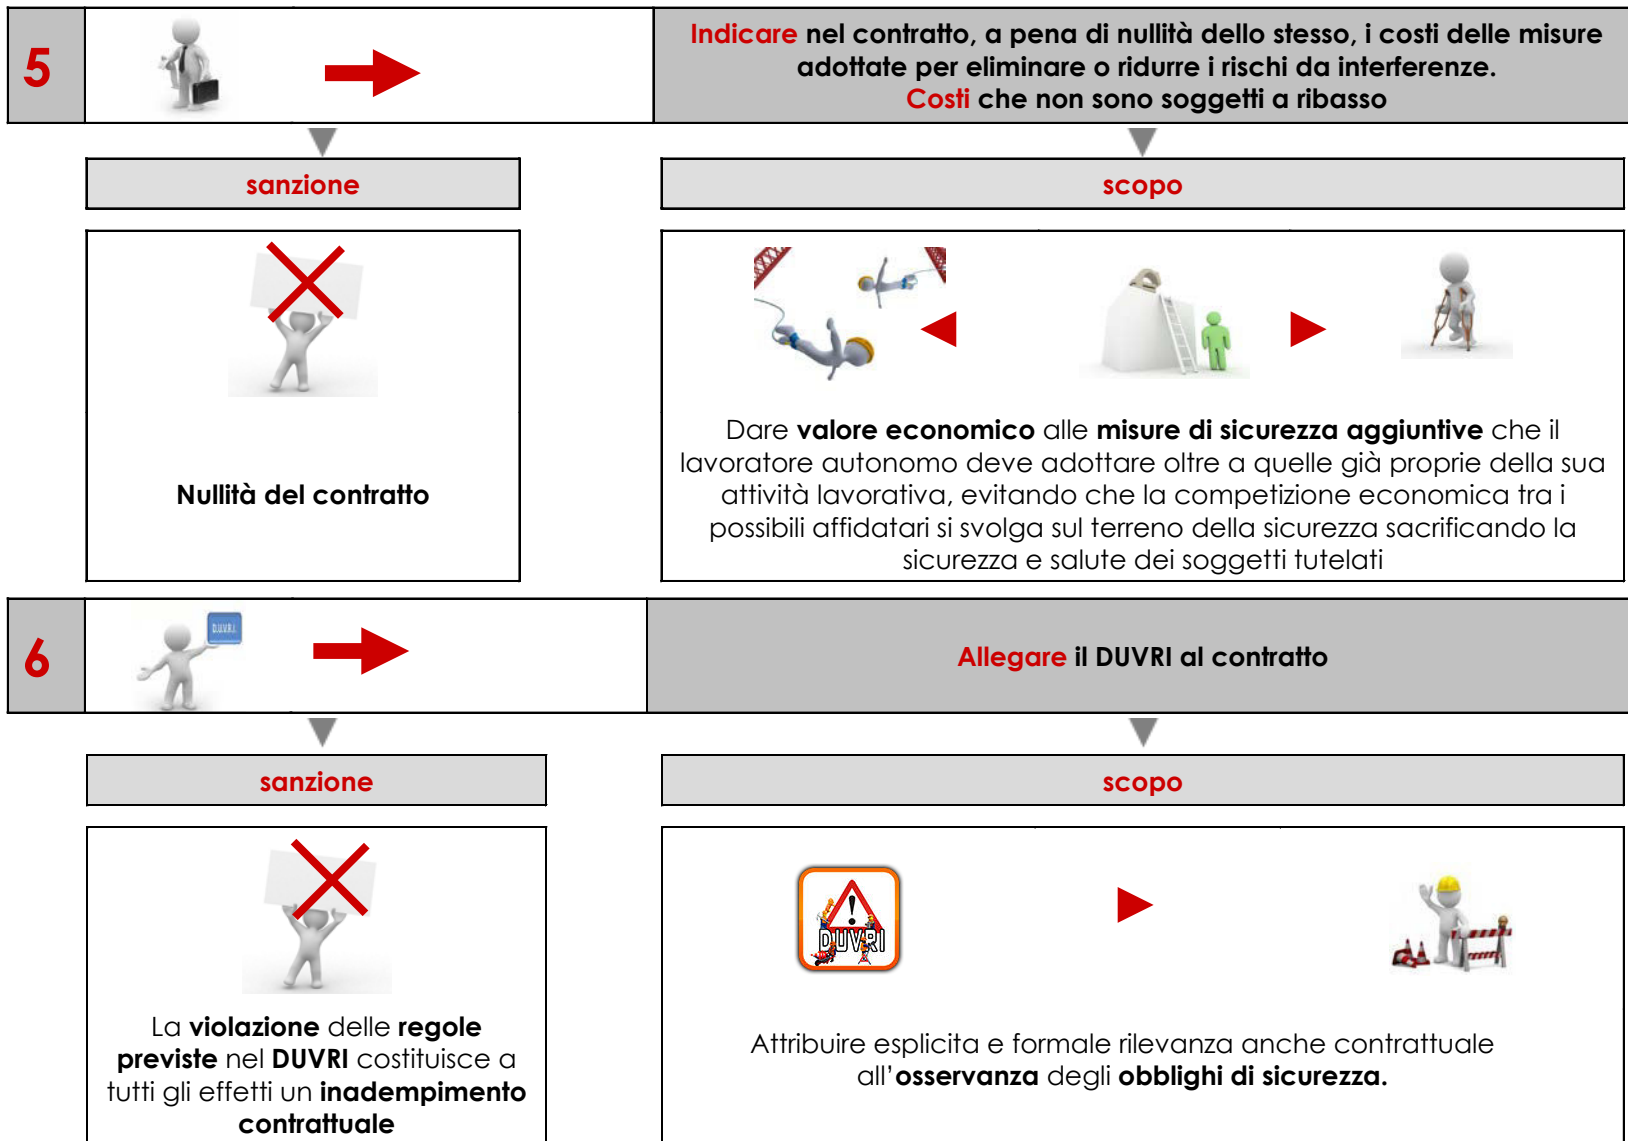 5
Indicare nel contratto, a pena di nullità dello stesso, i costi delle misure
adottate per eliminare o ridurre i rischi da interferenze.
Costi che non sono soggetti a ribasso
sanzione
scopo
Nullità del contratto
Dare valore economico alle misure di sicurezza aggiuntive che il
lavoratore autonomo deve adottare oltre a quelle già proprie della sua
attività lavorativa, evitando che la competizione economica tra i
possibili affidatari si svolga sul terreno della sicurezza sacrificando la
sicurezza e salute dei soggetti tutelati
6
D.U.V.R.I.
Allegare il DUVRI al contratto
sanzione
scopo
La violazione delle regole
previste nel DUVRI costituisce a
tutti gli effetti un inadempimento
contrattuale
DUVRI
Attribuire esplicita e formale rilevanza anche contrattuale
all’osservanza degli obblighi di sicurezza.